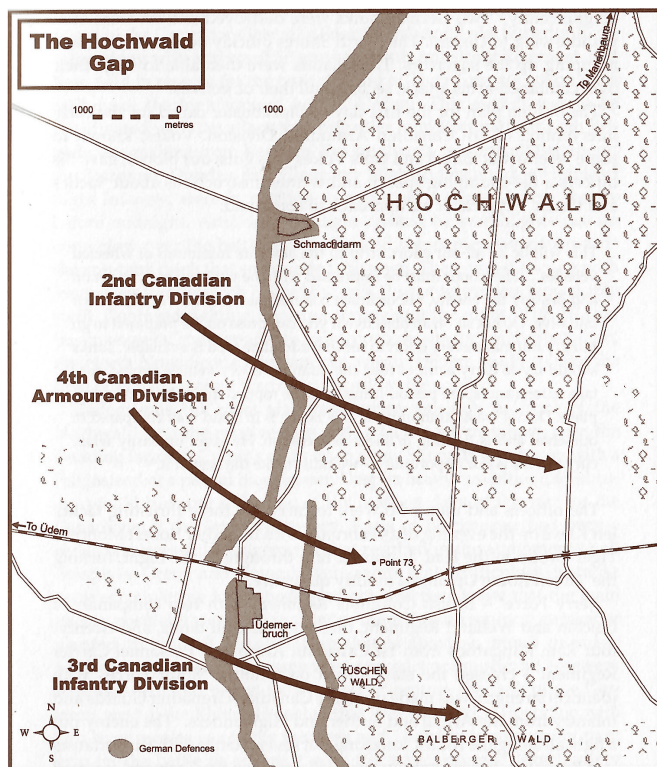 The Hochwald
Gap
1000 0 1000
metres
To Marienbaum
HOCHWALD
Schmachdarm
2nd Canadian
Infantry Division
4th Canadian
Armoured Division
To Üdem
Point 73
Üdemer-
bruch
3rd Canadian
Infantry Division
TÜSCHEN
WALD
N
W E
S
German Defences
BALBERGER WALD